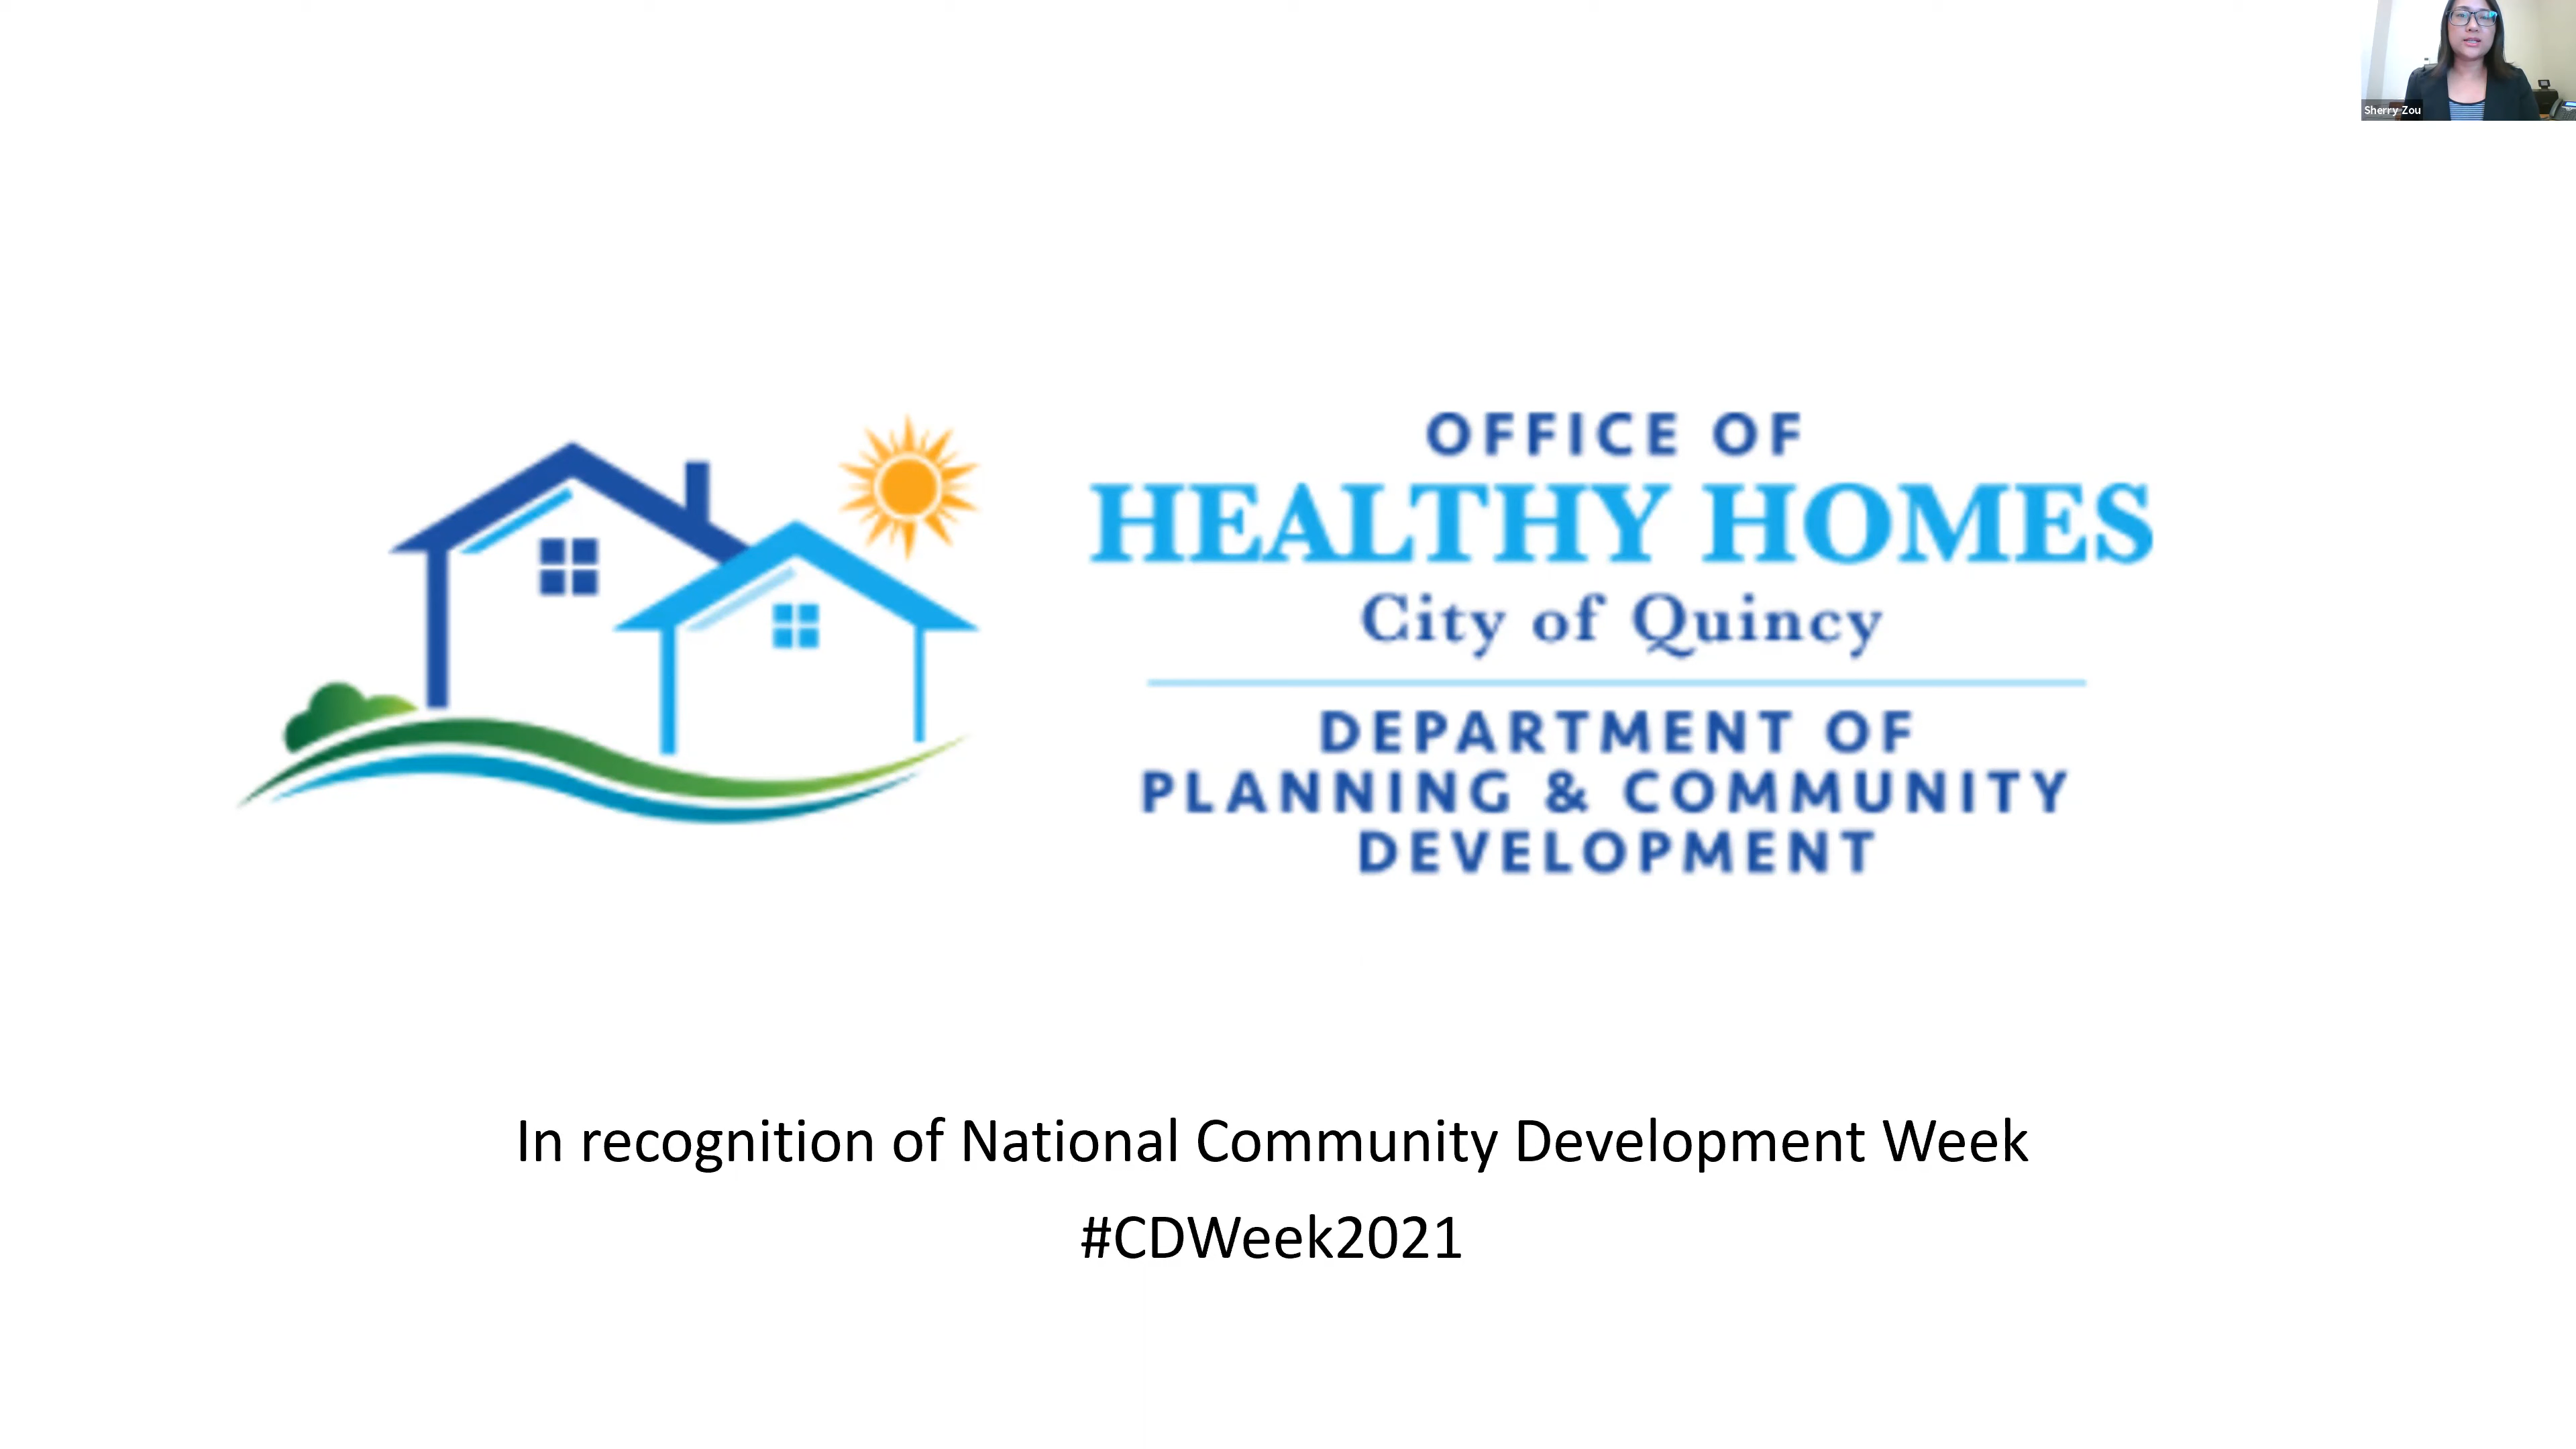 Sherry Zou
OFFICE OF
HEALTHY HOMES
City of Quincy
DEPARTMENT OF
PLANNING & COMMUNITY
DEVELOPMENT
In recognition of National Community Development Week
#CDWeek2021